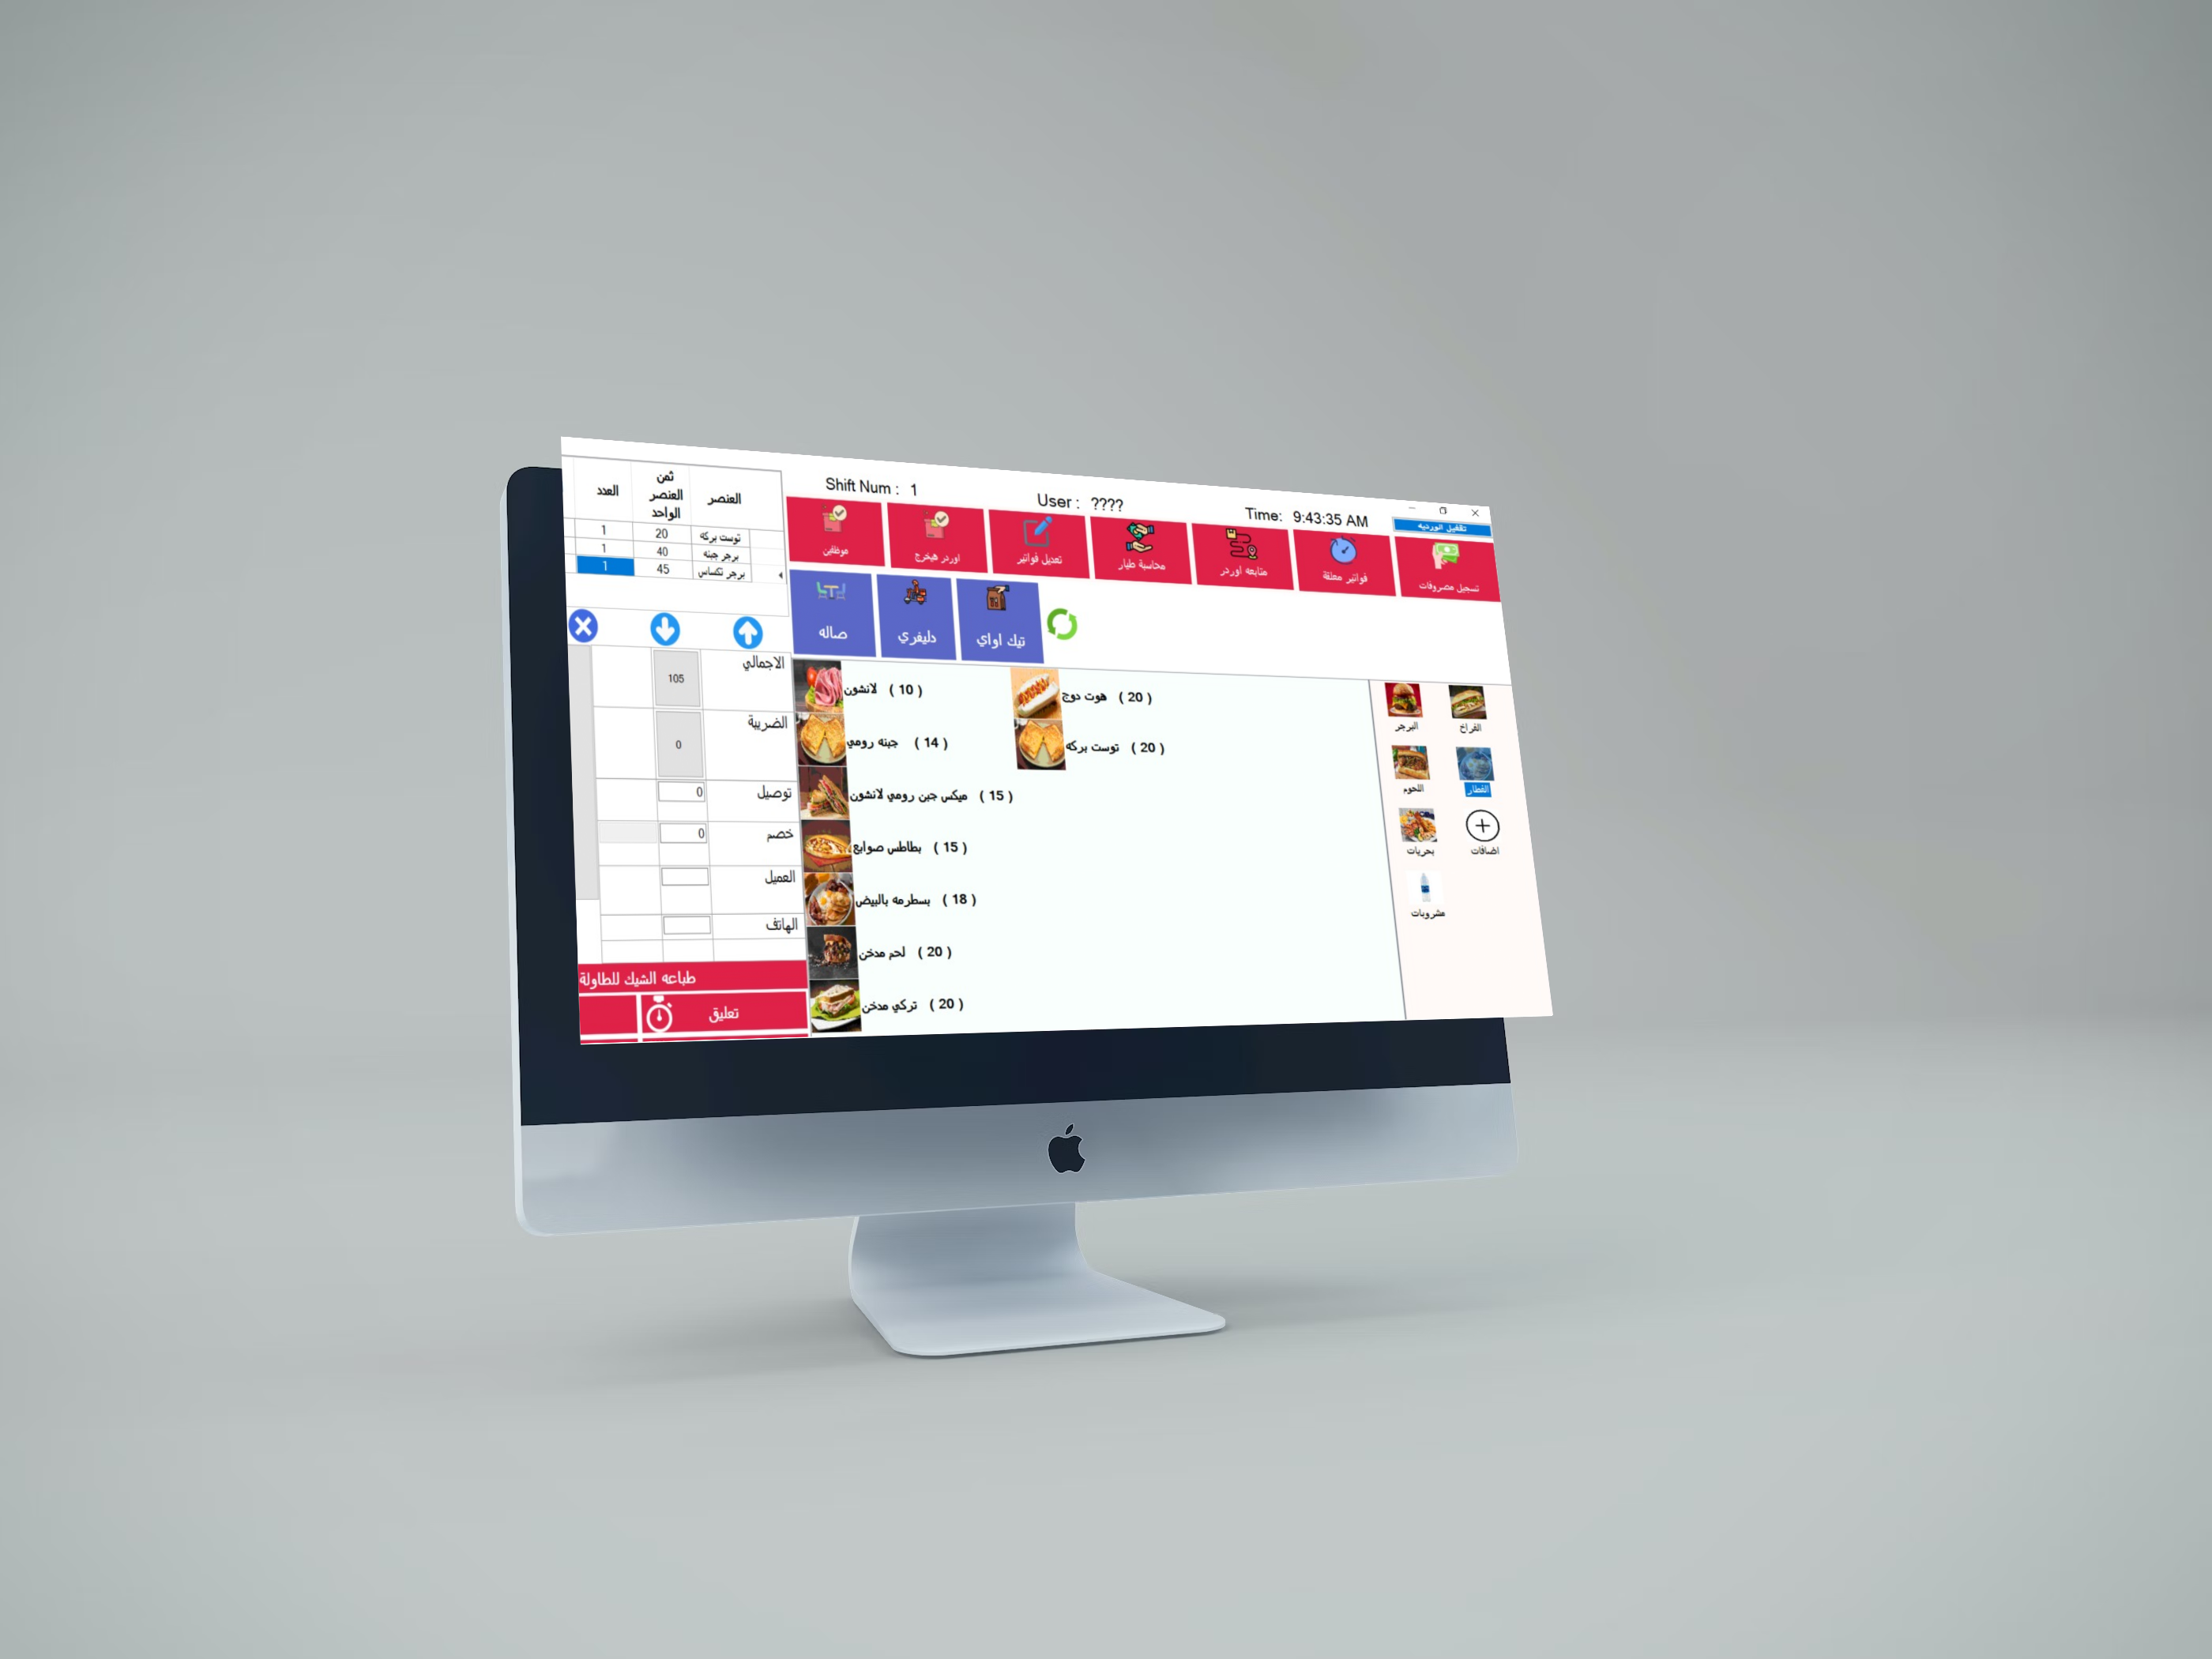 Shift Num : 1
User : ????
Time: 9:43:35 AM
تقفيل الورديه
العنصر
ثمن العنصر الواحد
العدد
توست بركه 20 1
برجر جبنه 40 1
برجر تكساس 45 1
موظفين
اوردر هيخرج
تعديل فواتير
محاسبة طيار
متابعه اوردر
فواتير معلقة
تسجيل مصروفات
صاله
دليفري
تيك اواي
الاجمالي 105
الضريبة 0
توصيل 0
خصم 0
العميل
الهاتف
طباعه الشيك للطاولة
تعليق
لانشون ( 10 )
جبنه رومي ( 14 )
ميكس جبن رومي لانشون ( 15 )
بطاطس صوابع ( 15 )
بسطرمه بالبيض ( 18 )
لحم مدخن ( 20 )
تركي مدخن ( 20 )
هوت دوج ( 20 )
توست بركه ( 20 )
البرجر
الفراخ
اللحوم
الفطار
بحريات
اضافات
مشروبات